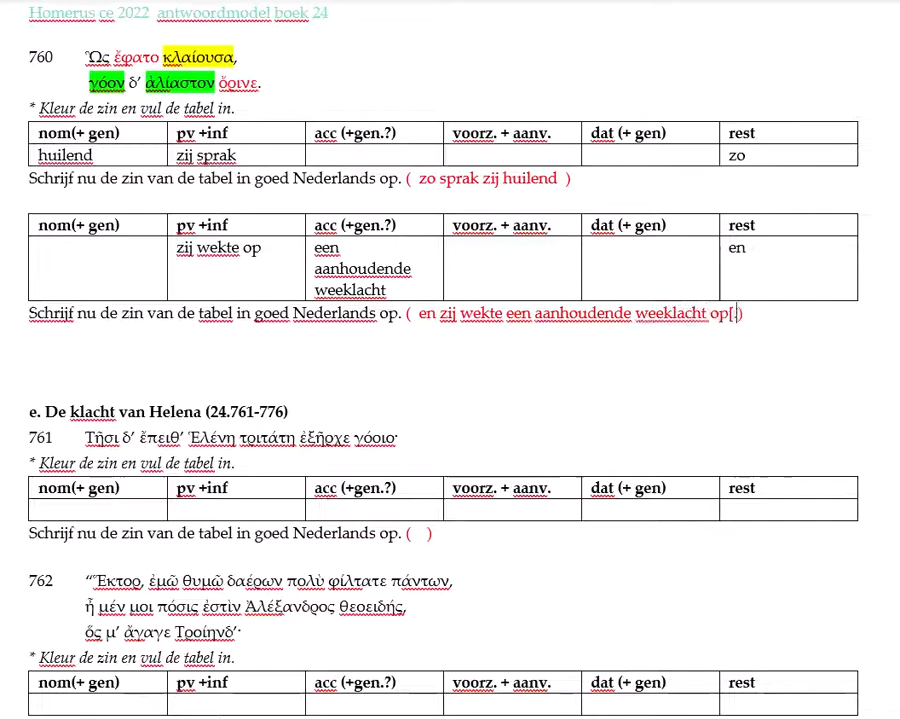 Homerus ce 2022 antwoordmodel boek 24
760 Ὣς ἔφατο κλαίουσα,
γόον δ’ ἀλίαστον ὄρινε.
* Kleur de zin en vul de tabel in.
nom(+ gen) pv +inf acc (+gen.?) voorz. + aanv. dat (+ gen) rest
huilend zij sprak zo
Schrijf nu de zin van de tabel in goed Nederlands op. ( zo sprak zij huilend )
nom(+ gen) pv +inf acc (+gen.?) voorz. + aanv. dat (+ gen) rest
zij wekte op een en
aanhoudende
weeklacht
Schrijf nu de zin van de tabel in goed Nederlands op. ( en zij wekte een aanhoudende weeklacht op[.)
e. De klacht van Helena (24.761-776)
761 Τῇσι δ’ ἔπειθ’ Ἑλένη τριτάτη ἐξῆρχε γόοιο·
* Kleur de zin en vul de tabel in.
nom(+ gen) pv +inf acc (+gen.?) voorz. + aanv. dat (+ gen) rest
Schrijf nu de zin van de tabel in goed Nederlands op. ( )
762 “Ἕκτορ, ἐμῷ θυμῷ δαέρων πολὺ φίλτατε πάντων,
ἦ μέν μοι πόσις ἐστὶν Ἀλέξανδρος θεοειδής,
ὅς μ’ ἄγαγε Τροίηνδ’·
* Kleur de zin en vul de tabel in.
nom(+ gen) pv +inf acc (+gen.?) voorz. + aanv. dat (+ gen) rest